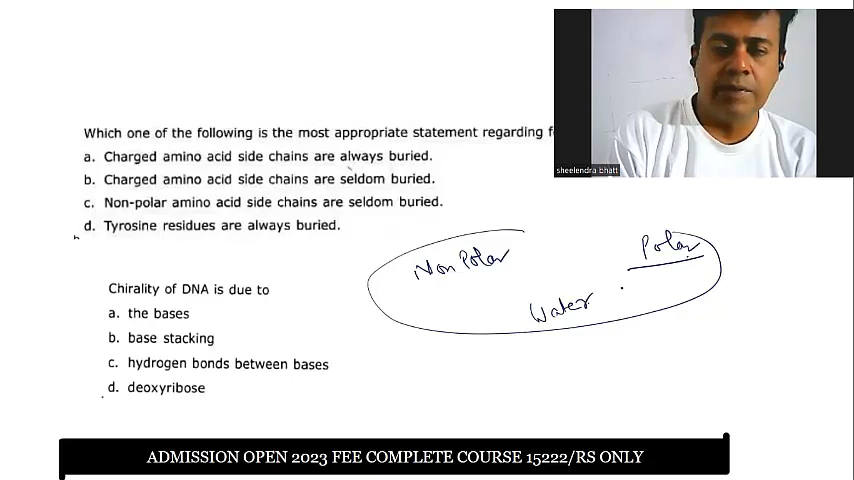 Which one of the following is the most appropriate statement regarding f
a. Charged amino acid side chains are always buried.
b. Charged amino acid side chains are seldom buried.
c. Non-polar amino acid side chains are seldom buried.
d. Tyrosine residues are always buried.
Non Polar
Polar
Water
Chirality of DNA is due to
a. the bases
b. base stacking
c. hydrogen bonds between bases
d. deoxyribose
sheelendra bhatt
ADMISSION OPEN 2023 FEE COMPLETE COURSE 15222/RS ONLY